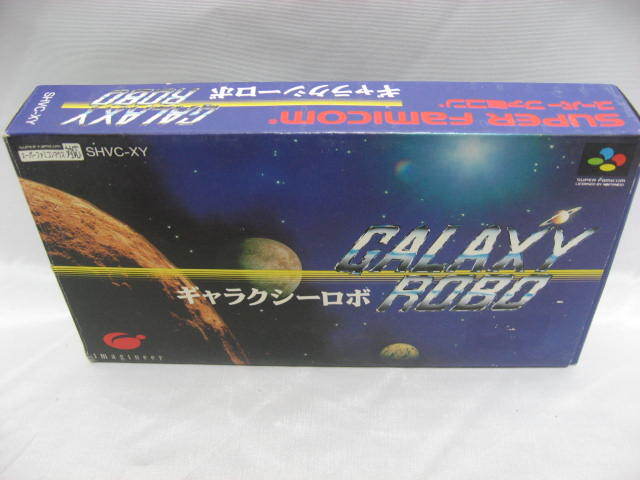 SHVC-XY
GALAXY
ROBO
ギャラクシーロボ
SUPER FAMICOM
スーパーファミコン
SHVC-XY
SUPER FAMICOM
LICENSED BY NINTENDO
GALAXY
ROBO
ギャラクシーロボ
imagineer